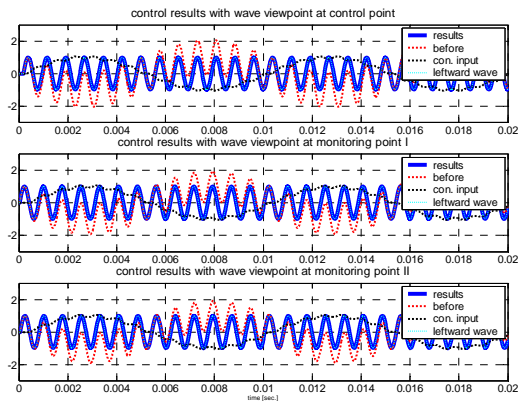 control results with wave viewpoint at control point
2
0
-2
results
before
con. input
leftward wave
0 0.002 0.004 0.006 0.008 0.01 0.012 0.014 0.016 0.018 0.02
control results with wave viewpoint at monitoring point I
2
0
-2
results
before
con. input
leftward wave
0 0.002 0.004 0.006 0.008 0.01 0.012 0.014 0.016 0.018 0.02
control results with wave viewpoint at monitoring point II
2
0
-2
results
before
con. input
leftward wave
0 0.002 0.004 0.006 0.008 0.01 0.012 0.014 0.016 0.018 0.02
time [sec.]